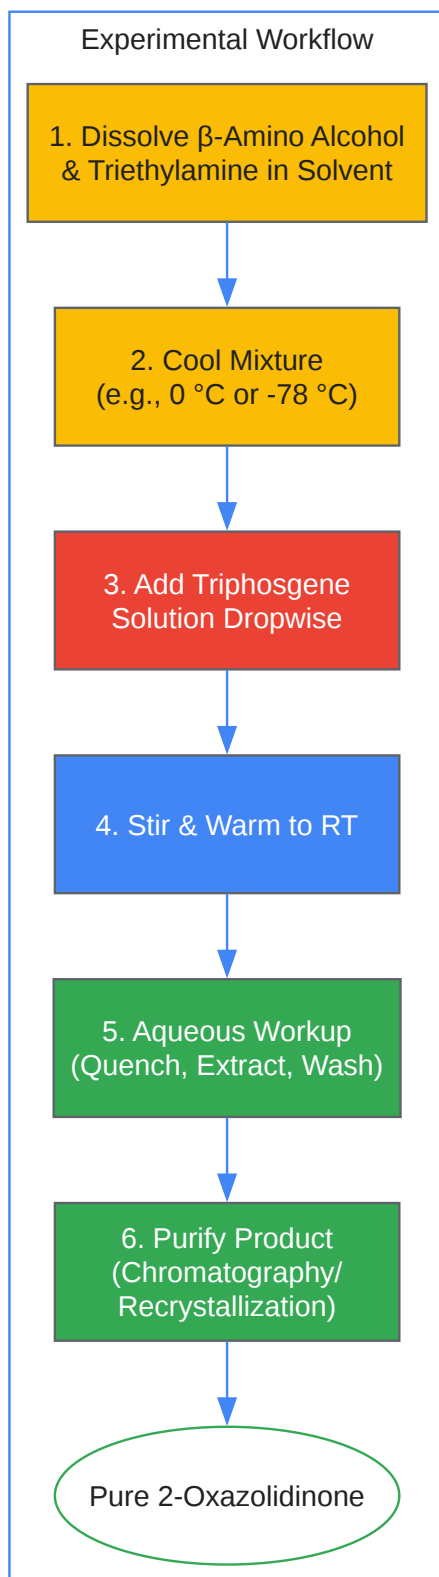 Experimental Workflow
1. Dissolve β-Amino Alcohol
& Triethylamine in Solvent
2. Cool Mixture
(e.g., 0 °C or -78 °C)
3. Add Triphosgene
Solution Dropwise
4. Stir & Warm to RT
5. Aqueous Workup
(Quench, Extract, Wash)
6. Purify Product
(Chromatography/
Recrystallization)
Pure 2-Oxazolidinone